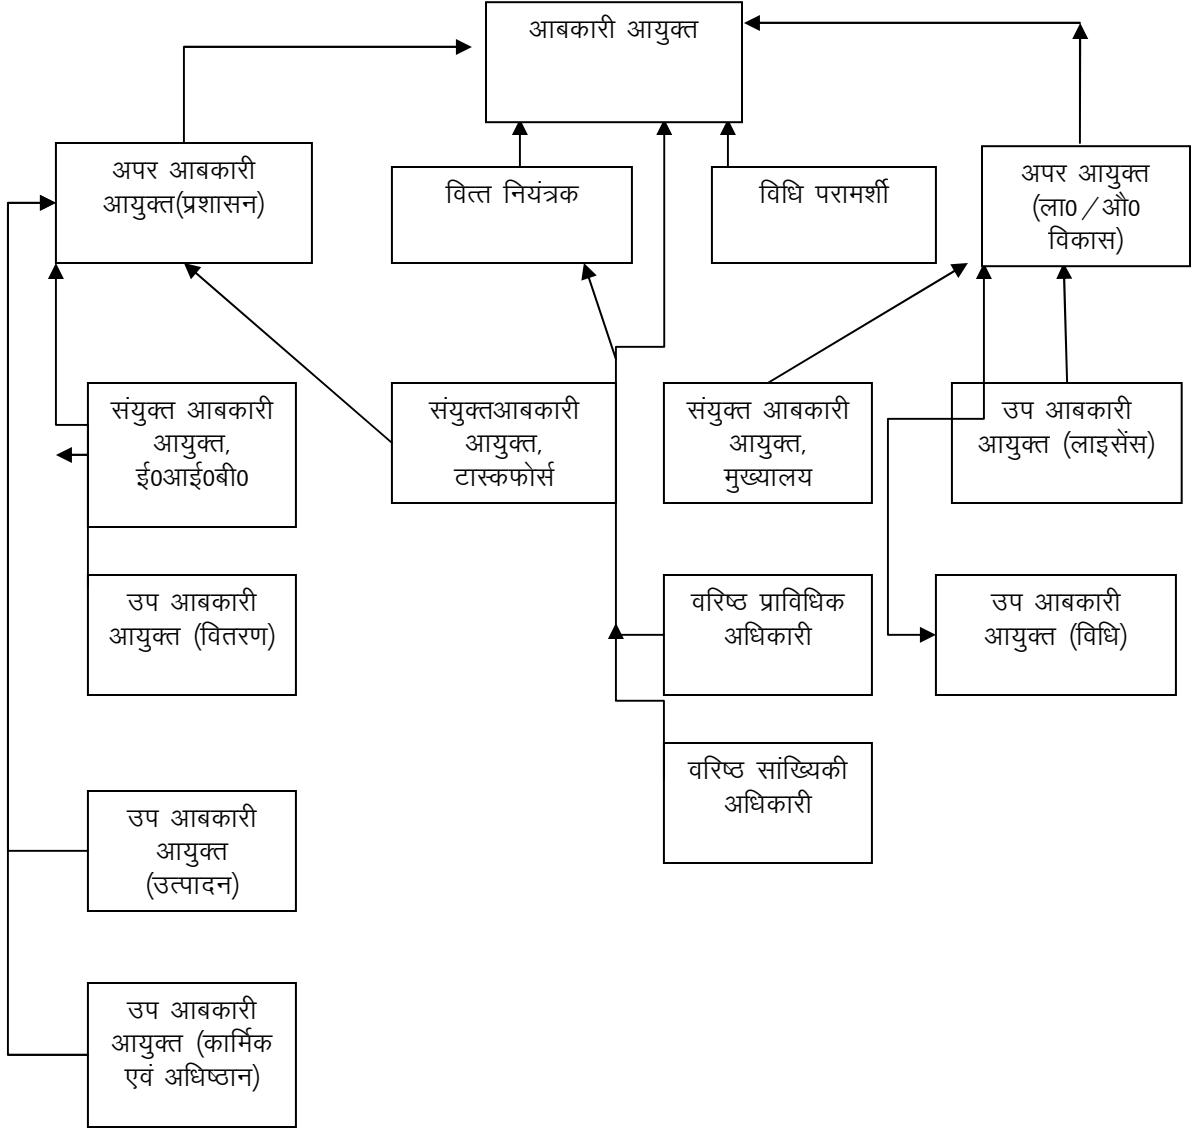 आबकारी आयुक्त
अपर आबकारी
आयुक्त(प्रशासन)
वित्त नियंत्रक
विधि परामर्शी
अपर आयुक्त
(ला0/औ0
विकास)
संयुक्त आबकारी
आयुक्त,
ई0आई0बी0
संयुक्तआबकारी
आयुक्त,
टास्कफोर्स
संयुक्त आबकारी
आयुक्त,
मुख्यालय
उप आबकारी
आयुक्त (लाइसेंस)
उप आबकारी
आयुक्त (वितरण)
वरिष्ठ प्राविधिक
अधिकारी
उप आबकारी
आयुक्त (विधि)
वरिष्ठ सांख्यिकी
अधिकारी
उप आबकारी
आयुक्त
(उत्पादन)
उप आबकारी
आयुक्त (कार्मिक
एवं अधिष्ठान)